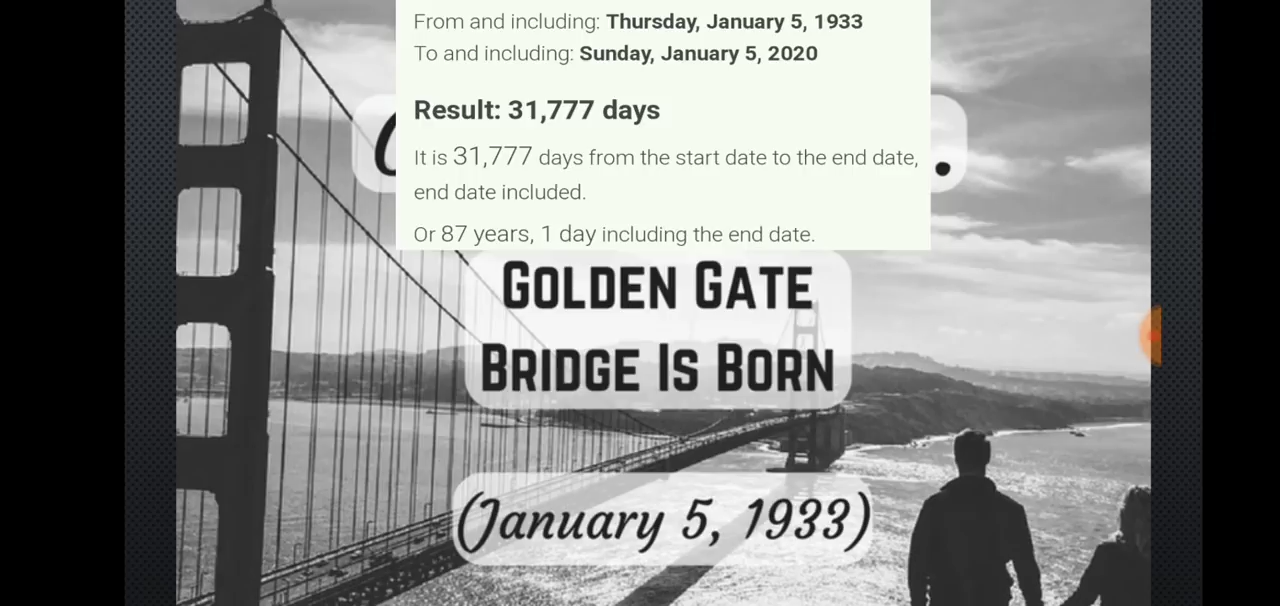 From and including: Thursday, January 5, 1933
To and including: Sunday, January 5, 2020
Result: 31,777 days
It is 31,777 days from the start date to the end date,
end date included.
Or 87 years, 1 day including the end date.
GOLDEN GATE
BRIDGE IS BORN
(January 5, 1933)